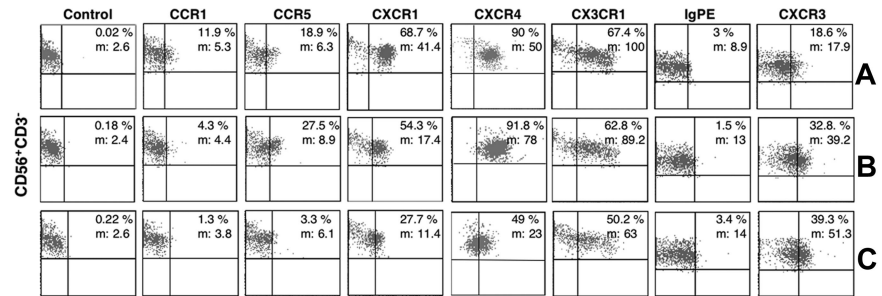 Control CCR1 CCR5 CXCR1 CXCR4 CX3CR1 IgPE CXCR3
0.02 % 11.9 % 18.9 % 68.7 % 90 % 67.4 % 3 % 18.6 %
m: 2.6 m: 5.3 m: 6.3 m: 41.4 m: 50 m: 100 m: 8.9 m: 17.9
A
CD56+CD3-
0.18 % 4.3 % 27.5 % 54.3 % 91.8 % 62.8 % 1.5 % 32.8. %
m: 2.4 m: 4.4 m: 8.9 m: 17.4 m: 78 m: 89.2 m: 13 m: 39.2
B
0.22 % 1.3 % 3.3 % 27.7 % 49 % 50.2 % 3.4 % 39.3 %
m: 2.6 m: 3.8 m: 6.1 m: 11.4 m: 23 m: 63 m: 14 m: 51.3
C